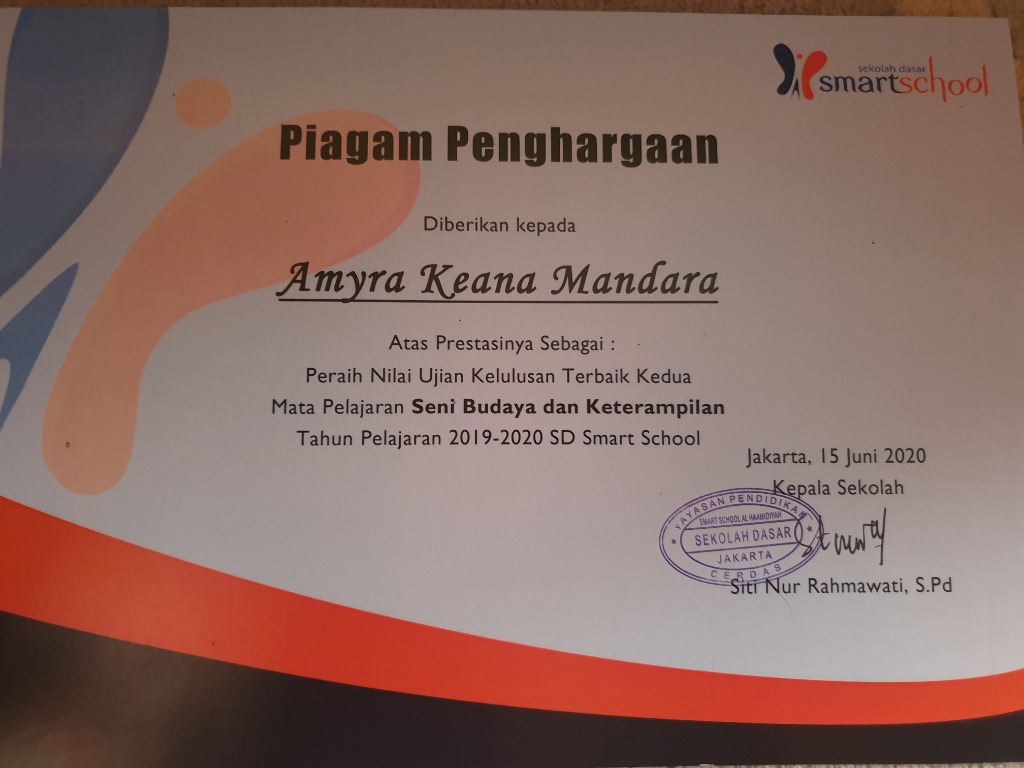 sekolah dasar
smartschool
Piagam Penghargaan
Diberikan kepada
Amyra Keana Mandara
Atas Prestasinya Sebagai :
Peraih Nilai Ujian Kelulusan Terbaik Kedua
Mata Pelajaran Seni Budaya dan Keterampilan
Tahun Pelajaran 2019-2020 SD Smart School
Jakarta, 15 Juni 2020
Kepala Sekolah
YAYASAN PENDIDIKAN
SMART SCHOOL AL HAAMIDIYAH
SEKOLAH DASAR
JAKARTA
CERDAS
Siti Nur Rahmawati, S.Pd